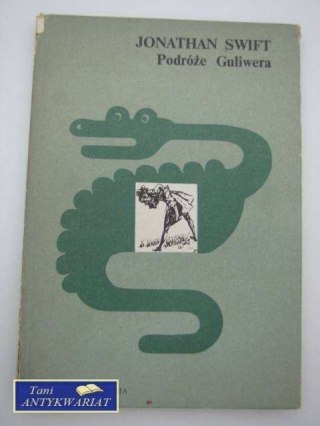 JONATHAN SWIFT
Podróże Guliwera
Tani
ANTYKWARIAT